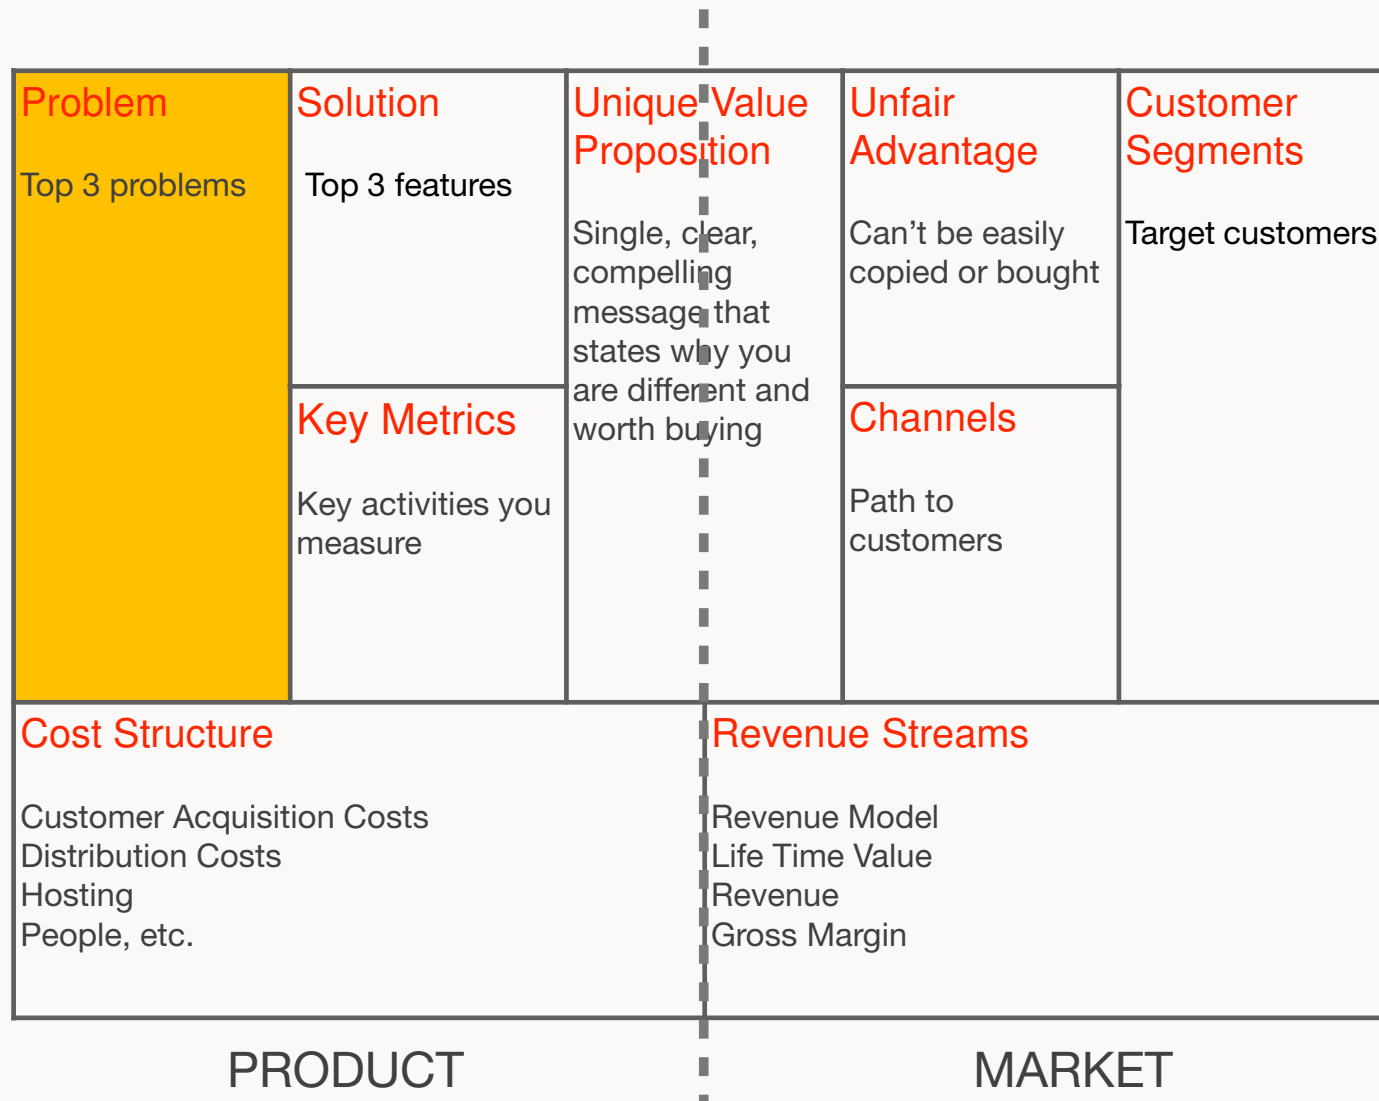 Problem
Top 3 problems
Solution
Top 3 features
Key Metrics
Key activities you
measure
Unique Value
Proposition
Single, clear,
compelling
message that
states why you
are different and
worth buying
Unfair
Advantage
Can’t be easily
copied or bought
Channels
Path to
customers
Customer
Segments
Target customers
Cost Structure
Customer Acquisition Costs
Distribution Costs
Hosting
People, etc.
Revenue Streams
Revenue Model
Life Time Value
Revenue
Gross Margin
PRODUCT
MARKET